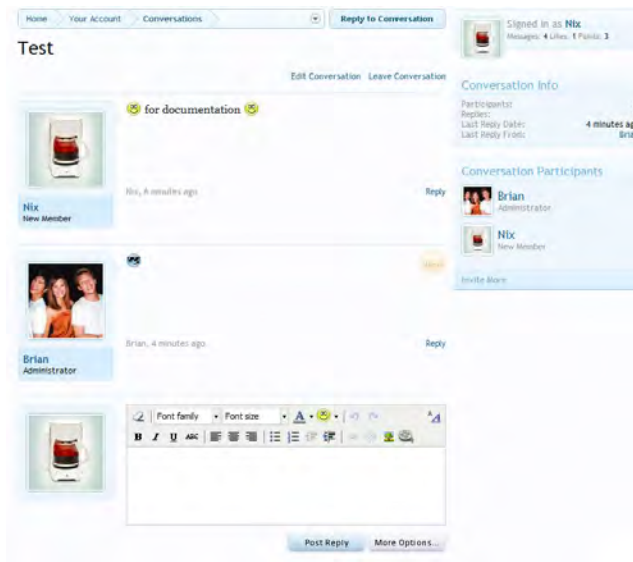 Home Your Account Conversations Reply to Conversation
Test
Edit Conversation Leave Conversation
for documentation
Nix, 6 minutes ago Reply
Nix
New Member
Brian, 4 minutes ago Reply
Brian
Administrator
Font family Font size A A
B I U ABC
Post Reply More Options...
Signed in as Nix
Messages: 4 Likes: 1 Points: 3
Conversation Info
Participants:
Replies:
Last Reply Date: 4 minutes ag
Last Reply From: Bria
Conversation Participants
Brian
Administrator
Nix
New Member
Invite More